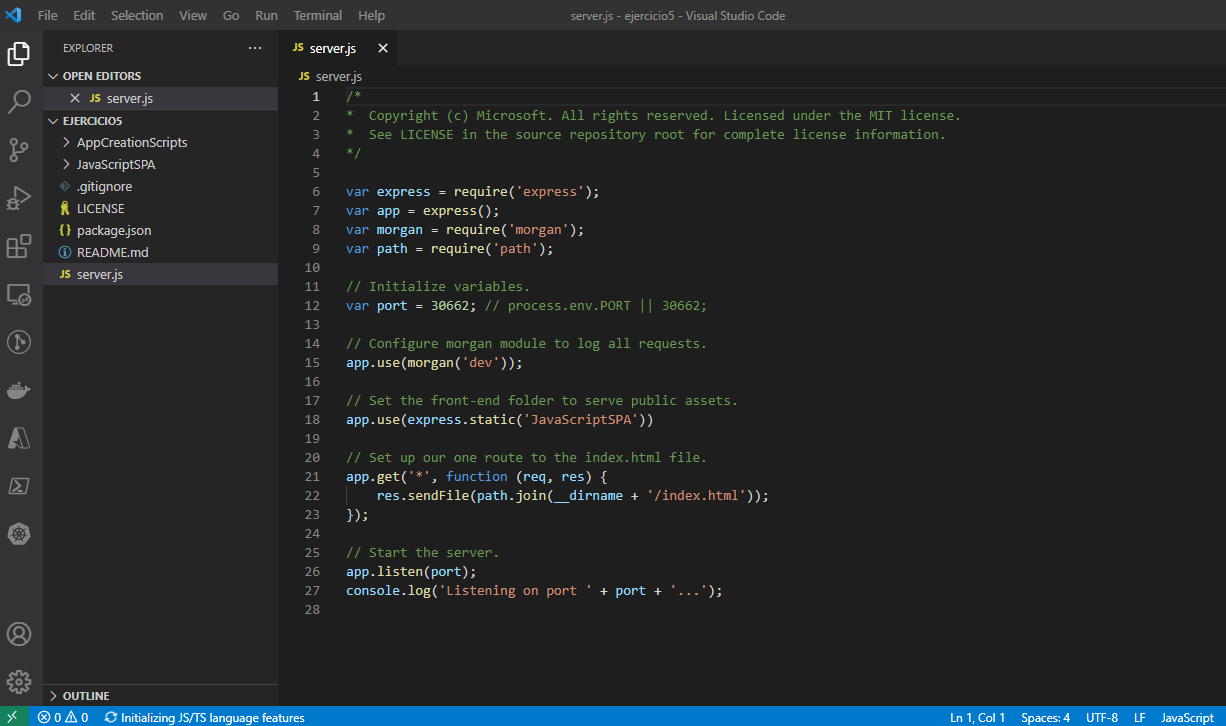 File Edit Selection View Go Run Terminal Help server.js - ejercicio5 - Visual Studio Code
EXPLORER ...
OPEN EDITORS
JS server.js
EJERCICIO5
AppCreationScripts
JavaScriptSPA
.gitignore
LICENSE
{} package.json
README.md
JS server.js
OUTLINE
JS server.js
JS server.js
1 /*
2 *  Copyright (c) Microsoft. All rights reserved. Licensed under the MIT license.
3 *  See LICENSE in the source repository root for complete license information.
4 */
5
6 var express = require('express');
7 var app = express();
8 var morgan = require('morgan');
9 var path = require('path');
10
11 // Initialize variables.
12 var port = 30662; // process.env.PORT || 30662;
13
14 // Configure morgan module to log all requests.
15 app.use(morgan('dev'));
16
17 // Set the front-end folder to serve public assets.
18 app.use(express.static('JavaScriptSPA'))
19
20 // Set up our one route to the index.html file.
21 app.get('*', function (req, res) {
22     res.sendFile(path.join(__dirname + '/index.html'));
23 });
24
25 // Start the server.
26 app.listen(port);
27 console.log('Listening on port ' + port + '...');
28
0 0 Initializing JS/TS language features Ln 1, Col 1 Spaces: 4 UTF-8 LF JavaScript